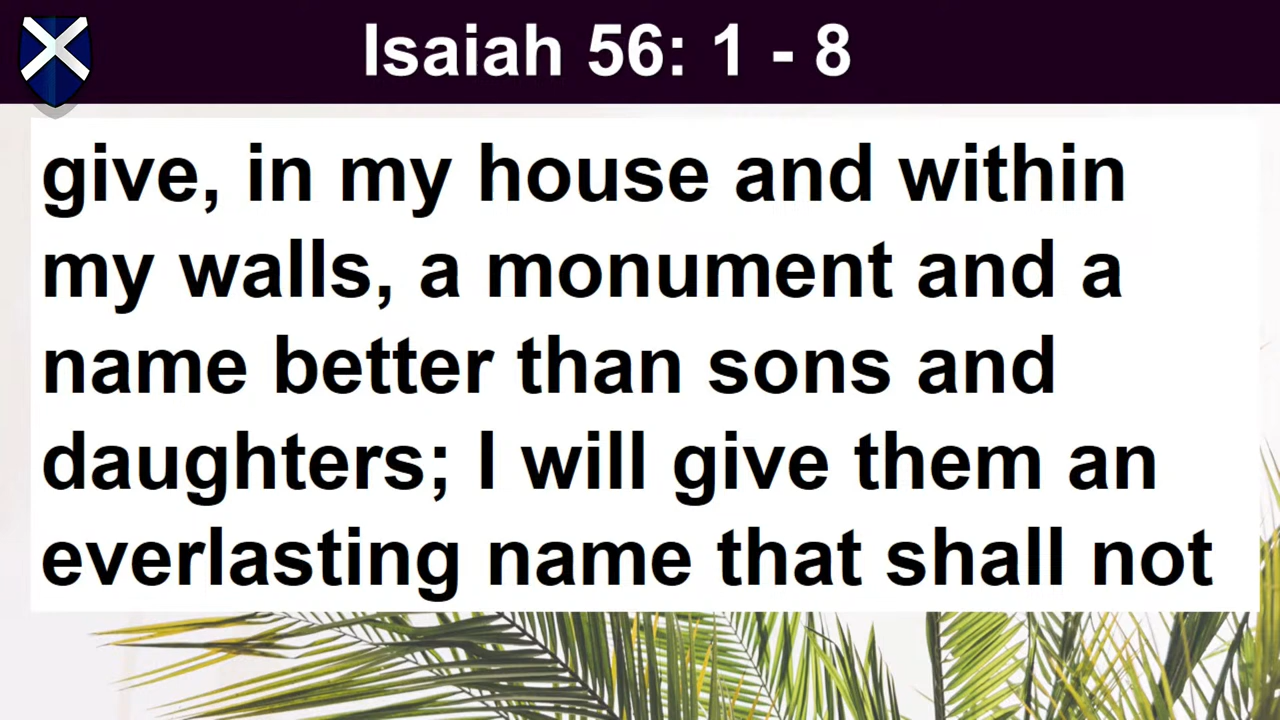 Isaiah 56: 1 - 8
give, in my house and within
my walls, a monument and a
name better than sons and
daughters; I will give them an
everlasting name that shall not